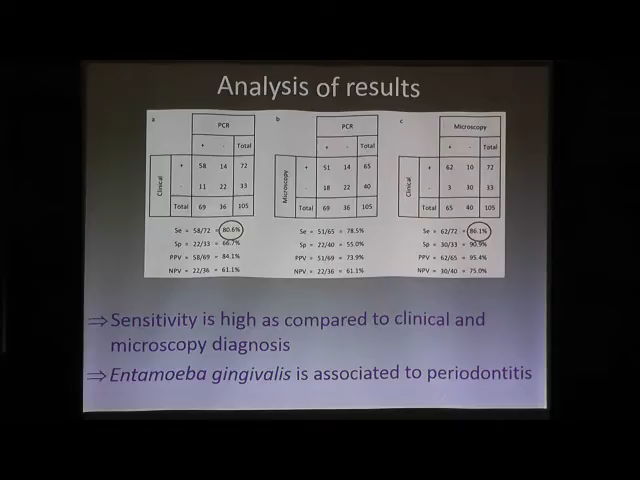 Analysis of results
a
PCR
+ - Total
Clinical
+ 58 14 72
- 11 22 33
Total 69 36 105
Se = 58/72 = 80.6%
Sp = 22/33 = 66.7%
PPV = 58/69 = 84.1%
NPV = 22/36 = 61.1%
b
PCR
+ - Total
Microscopy
+ 51 14 65
- 18 22 40
Total 69 36 105
Se = 51/65 = 78.5%
Sp = 22/40 = 55.0%
PPV = 51/69 = 73.9%
NPV = 22/36 = 61.1%
c
Microscopy
+ - Total
Clinical
+ 62 10 72
- 3 30 33
Total 65 40 105
Se = 62/72 = 86.1%
Sp = 30/33 = 90.9%
PPV = 62/65 = 95.4%
NPV = 30/40 = 75.0%
⇒ Sensitivity is high as compared to clinical and
microscopy diagnosis
⇒ Entamoeba gingivalis is associated to periodontitis